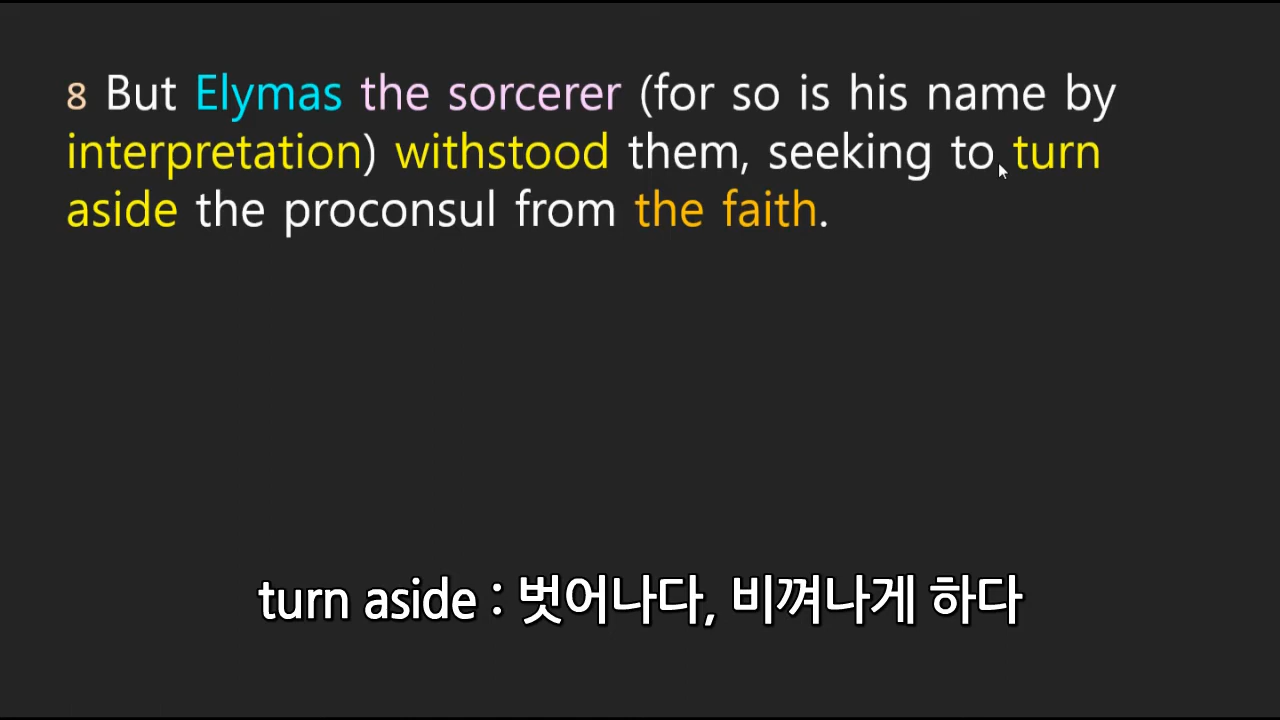 8 But Elymas the sorcerer (for so is his name by
interpretation) withstood them, seeking to turn
aside the proconsul from the faith.
turn aside : 벗어나다, 비껴나게 하다